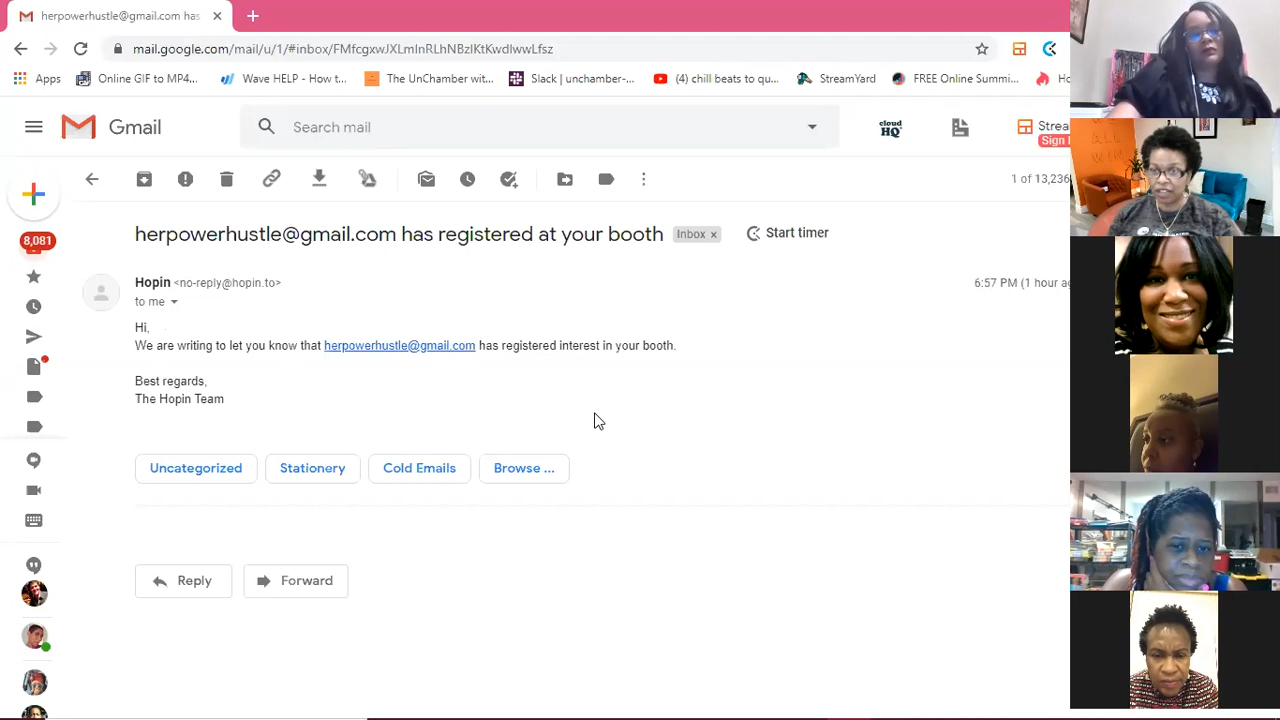 herpowerhustle@gmail.com has
mail.google.com/mail/u/1/#inbox/FMfcgxwJXLmlnRLhNBzlKtKwdlwwLfsz
Apps Online GIF to MP4... Wave HELP - How t... The UnChamber wit... Slack | unchamber-... (4) chill beats to qu... StreamYard FREE Online Summi... Ho
Gmail
Search mail
cloud
HQ
Strea
Sign I
1 of 13,236
herpowerhustle@gmail.com has registered at your booth Inbox x Start timer
8,081
Hopin <no-reply@hopin.to> 6:57 PM (1 hour ag
to me
Hi,
We are writing to let you know that herpowerhustle@gmail.com has registered interest in your booth.
Best regards,
The Hopin Team
Uncategorized Stationery Cold Emails Browse ...
Reply Forward